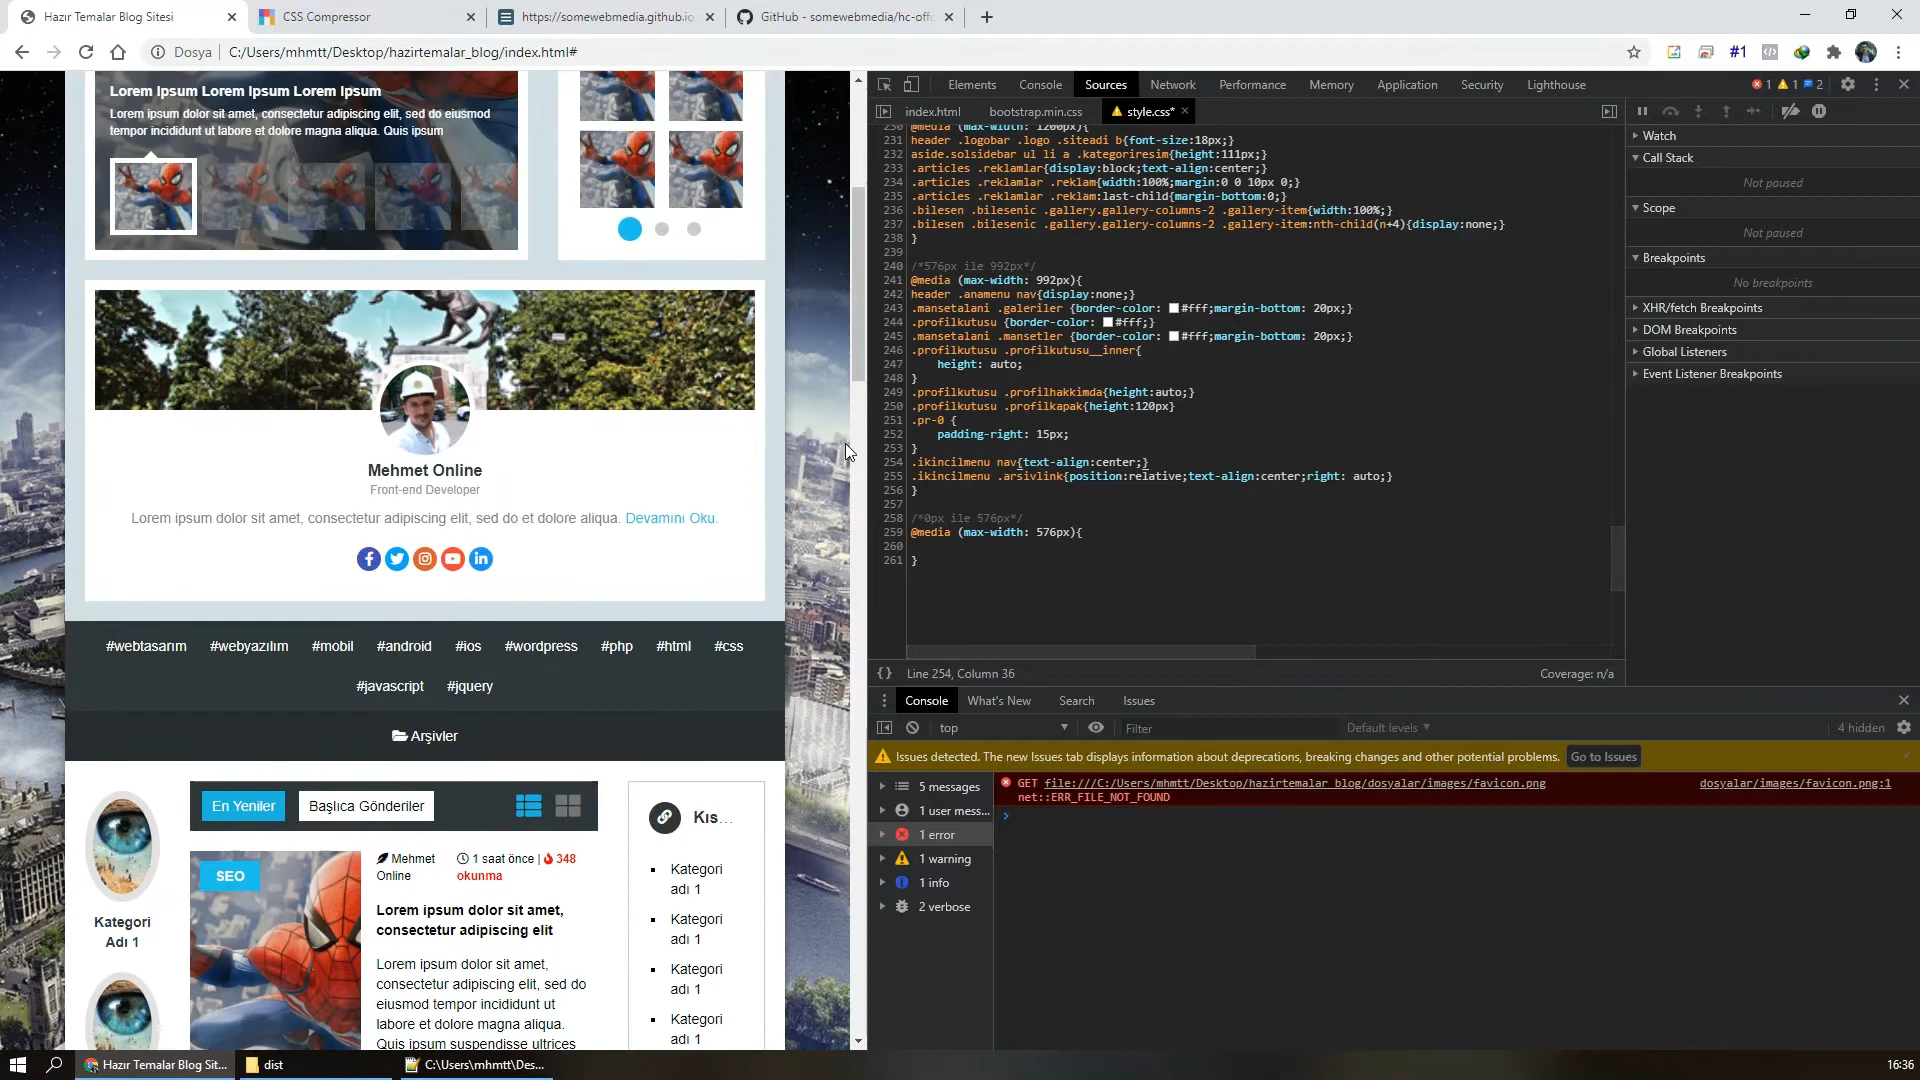 Hazır Temalar Blog Sitesi
CSS Compressor
https://somewebmedia.github.io
GitHub - somewebmedia/hc-offc
Dosya
C:/Users/mhmtt/Desktop/hazirtemalar_blog/index.html#
#1
Lorem Ipsum Lorem Ipsum Lorem Ipsum
Lorem ipsum dolor sit amet, consectetur adipiscing elit, sed do eiusmod
tempor incididunt ut labore et dolore magna aliqua. Quis ipsum
Mehmet Online
Front-end Developer
Lorem ipsum dolor sit amet, consectetur adipiscing elit, sed do et dolore aliqua. Devamını Oku.
#webtasarım #webyazılım #mobil #android #ios #wordpress #php #html #css
#javascript #jquery
Arşivler
En Yeniler
Başlıca Gönderiler
Kategori
Adı 1
SEO
Mehmet
Online
1 saat önce | 348
okunma
Lorem ipsum dolor sit amet,
consectetur adipiscing elit
Lorem ipsum dolor sit amet,
consectetur adipiscing elit, sed do
eiusmod tempor incididunt ut
labore et dolore magna aliqua.
Quis ipsum suspendisse ultrices
Kıs...
Kategori
adı 1
Kategori
adı 1
Kategori
adı 1
Kategori
adı 1
Elements Console Sources Network Performance Memory Application Security Lighthouse
1 1 2
index.html bootstrap.min.css style.css*
230 @media (max-width: 1200px){
231 header .logobar .logo .siteadi b{font-size:18px;}
232 aside.solsidebar ul li a .kategoriresim{height:111px;}
233 .articles .reklamlar{display:block;text-align:center;}
234 .articles .reklamlar .reklam{width:100%;margin:0 0 10px 0;}
235 .articles .reklamlar .reklam:last-child{margin-bottom:0;}
236 .bilesen .bilesenic .gallery.gallery-columns-2 .gallery-item{width:100%;}
237 .bilesen .bilesenic .gallery.gallery-columns-2 .gallery-item:nth-child(n+4){display:none;}
238 }
239
240 /*576px ile 992px*/
241 @media (max-width: 992px){
242 header .anamenu nav{display:none;}
243 .mansetalani .galeriler {border-color: #fff;margin-bottom: 20px;}
244 .profilkutusu {border-color: #fff;}
245 .mansetalani .mansetler {border-color: #fff;margin-bottom: 20px;}
246 .profilkutusu .profilkutusu__inner{
247 height: auto;
248 }
249 .profilkutusu .profilhakkimda{height:auto;}
250 .profilkutusu .profilkapak{height:120px}
251 .pr-0 {
252 padding-right: 15px;
253 }
254 .ikincilmenu nav{text-align:center;}
255 .ikincilmenu .arsivlink{position:relative;text-align:center;right: auto;}
256 }
257
258 /*0px ile 576px*/
259 @media (max-width: 576px){
260
261 }
{} Line 254, Column 36
Coverage: n/a
Watch
Call Stack
Not paused
Scope
Not paused
Breakpoints
No breakpoints
XHR/fetch Breakpoints
DOM Breakpoints
Global Listeners
Event Listener Breakpoints
Console What's New Search Issues
top
Filter
Default levels
4 hidden
Issues detected. The new Issues tab displays information about deprecations, breaking changes and other potential problems.
Go to Issues
5 messages
1 user mess...
1 error
1 warning
1 info
2 verbose
GET file:///C:/Users/mhmtt/Desktop/hazirtemalar_blog/dosyalar/images/favicon.png
net::ERR_FILE_NOT_FOUND
dosyalar/images/favicon.png:1
Hazır Temalar Blog Sit...
dist
C:\Users\mhmtt\Des...
16:36